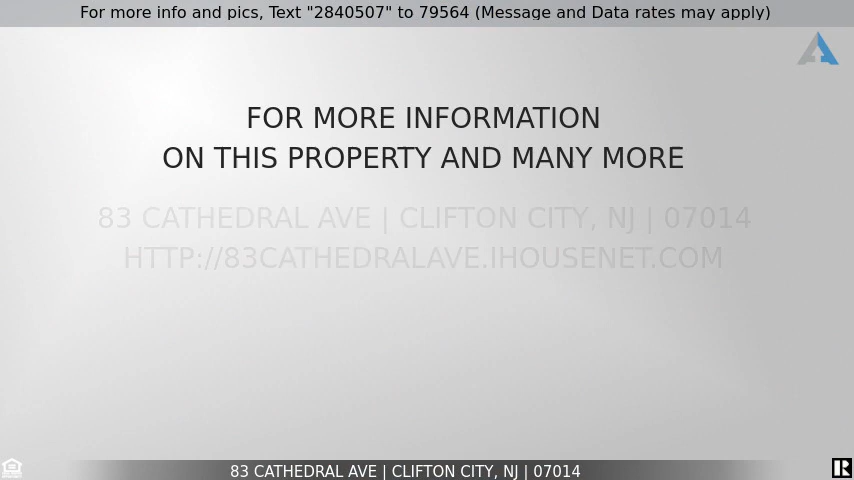 For more info and pics, Text "2840507" to 79564 (Message and Data rates may apply)
FOR MORE INFORMATION
ON THIS PROPERTY AND MANY MORE
83 CATHEDRAL AVE | CLIFTON CITY, NJ | 07014
HTTP://83CATHEDRALAVE.IHOUSENET.COM
83 CATHEDRAL AVE | CLIFTON CITY, NJ | 07014